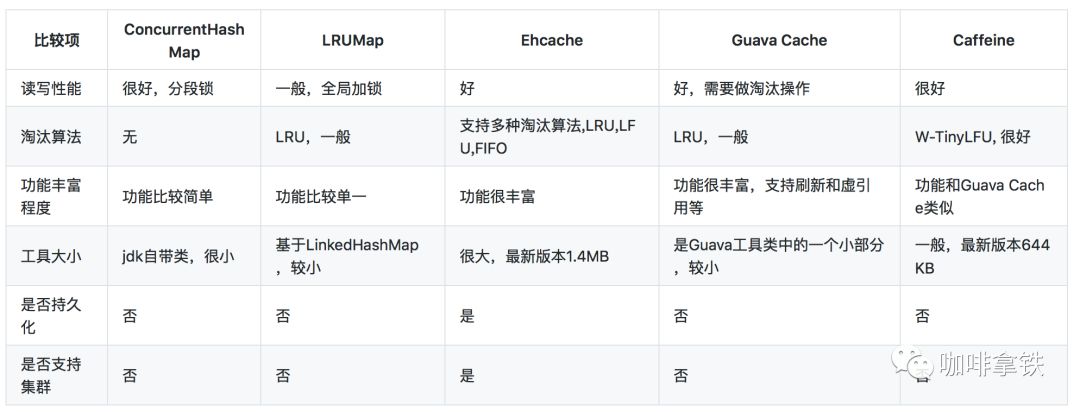 比较项
ConcurrentHash
Map
LRUMap
Ehcache
Guava Cache
Caffeine
读写性能
很好，分段锁
一般，全局加锁
好
好，需要做淘汰操作
很好
淘汰算法
无
LRU，一般
支持多种淘汰算法,LRU,LF
U,FIFO
LRU，一般
W-TinyLFU, 很好
功能丰富
程度
功能比较简单
功能比较单一
功能很丰富
功能很丰富，支持刷新和虚引
用等
功能和Guava Cach
e类似
工具大小
jdk自带类，很小
基于LinkedHashMap
，较小
很大，最新版本1.4MB
是Guava工具类中的一个小部分
，较小
一般，最新版本644
KB
是否持久
化
否
否
是
否
否
是否支持
集群
否
否
是
否
否
咖啡拿铁